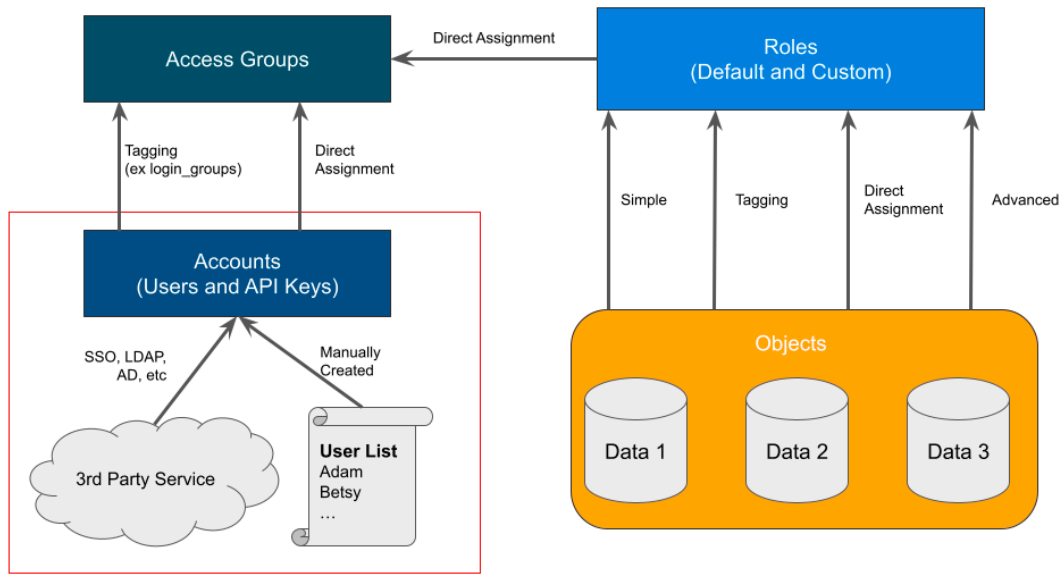 Access Groups
Direct Assignment
Roles
(Default and Custom)
Tagging
(ex login_groups)
Direct
Assignment
Simple
Tagging
Direct
Assignment
Advanced
Accounts
(Users and API Keys)
SSO, LDAP,
AD, etc
Manually
Created
3rd Party Service
User List
Adam
Betsy
…
Objects
Data 1
Data 2
Data 3